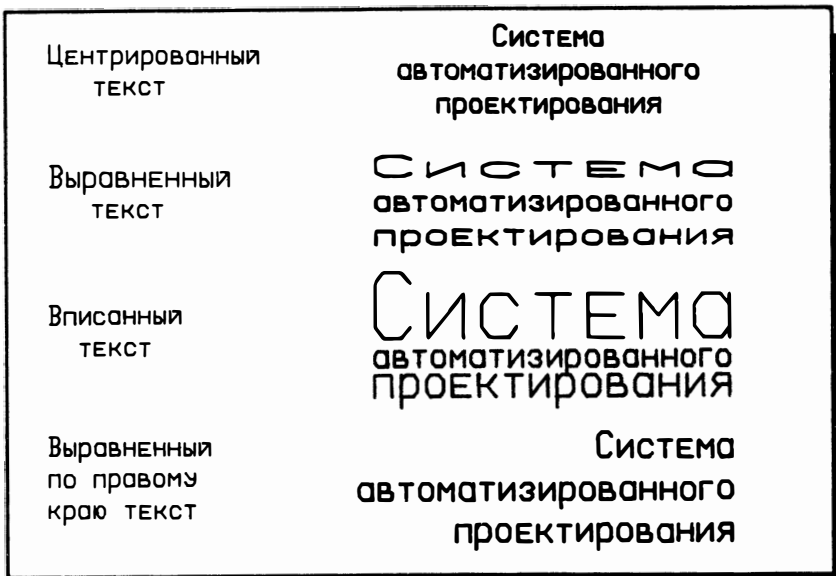 Центрированный
текст
Система
автоматизированного
проектирования
Выравненный
текст
Система
автоматизированного
проектирования
Вписанный
текст
Система
автоматизированного
проектирования
Выравненный
по правому
краю текст
Система
автоматизированного
проектирования